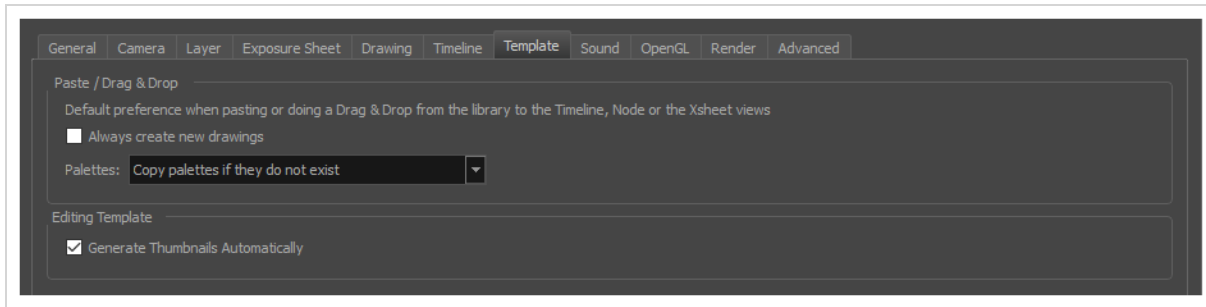 General Camera Layer Exposure Sheet Drawing Timeline Template Sound OpenGL Render Advanced
Paste / Drag & Drop
Default preference when pasting or doing a Drag & Drop from the library to the Timeline, Node or the Xsheet views
Always create new drawings
Palettes: Copy palettes if they do not exist
Editing Template
Generate Thumbnails Automatically